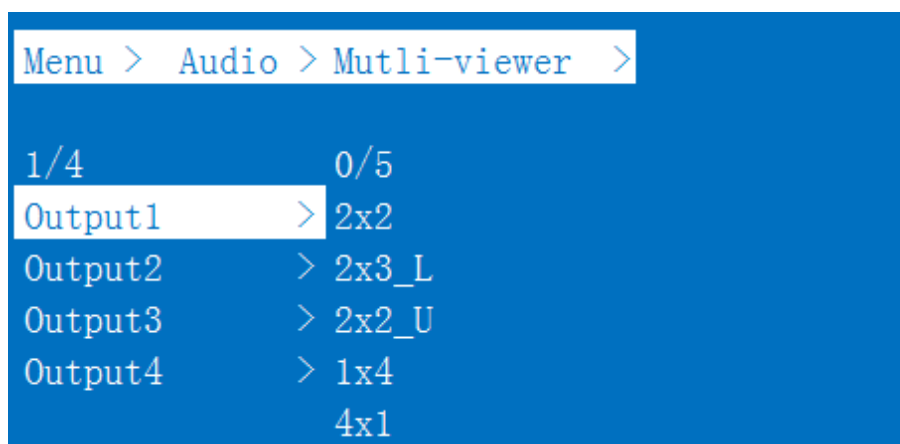 Menu > Audio > Mutli-viewer >
1/4 0/5
Output1 > 2x2
Output2 > 2x3_L
Output3 > 2x2_U
Output4 > 1x4
4x1